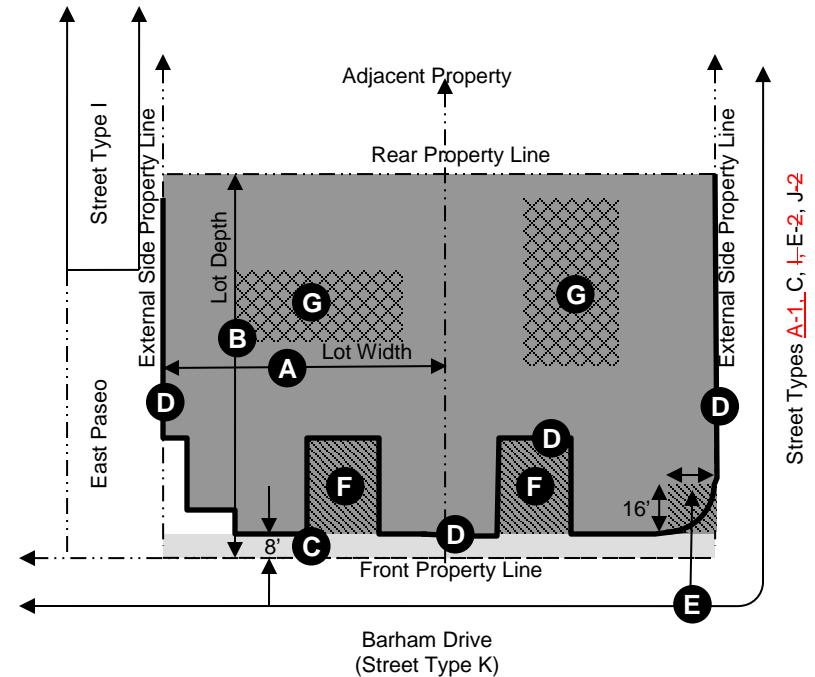 Adjacent Property
Rear Property Line
Street Type I
External Side Property Line
Lot Depth
External Side Property Line
Street Types A-1, C, I, E-2, J-2
G
G
B
Lot Width
A
D
D
D
East Paseo
F
F
16'
8'
C
D
Front Property Line
E
Barham Drive
(Street Type K)